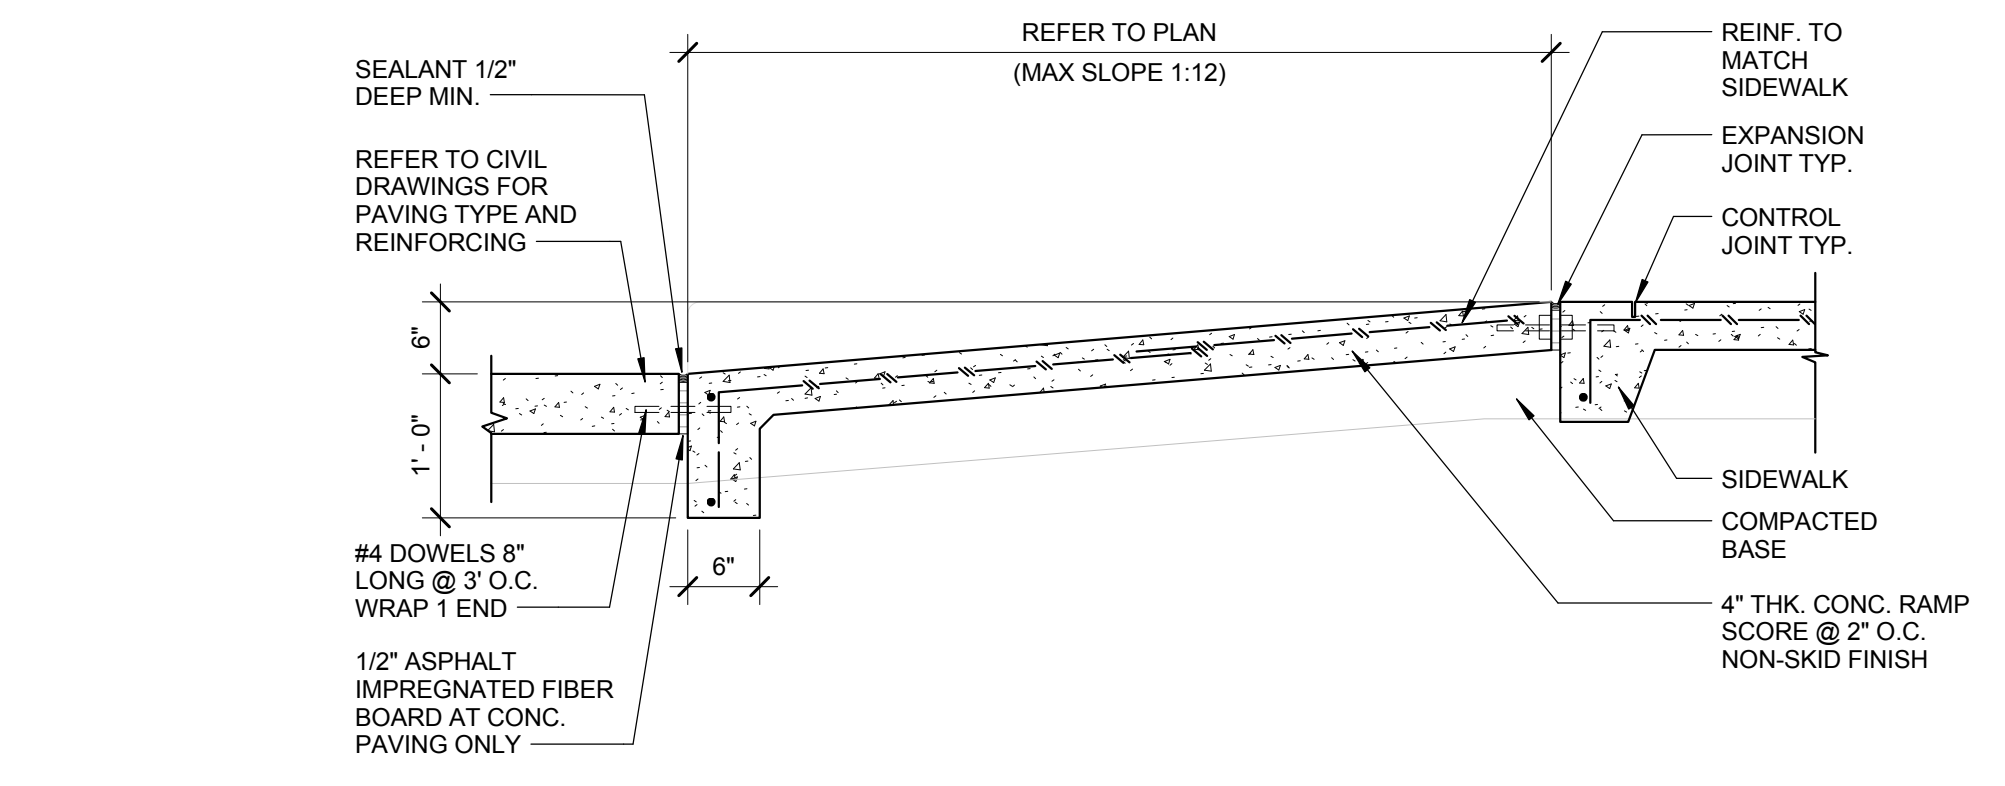 REFER TO PLAN
(MAX SLOPE 1:12)
SEALANT 1/2"
DEEP MIN.
REFER TO CIVIL
DRAWINGS FOR
PAVING TYPE AND
REINFORCING
6"
1' - 0"
#4 DOWELS 8"
LONG @ 3' O.C.
WRAP 1 END
1/2" ASPHALT
IMPREGNATED FIBER
BOARD AT CONC.
PAVING ONLY
6"
REINF. TO
MATCH
SIDEWALK
EXPANSION
JOINT TYP.
CONTROL
JOINT TYP.
SIDEWALK
COMPACTED
BASE
4" THK. CONC. RAMP
SCORE @ 2" O.C.
NON-SKID FINISH